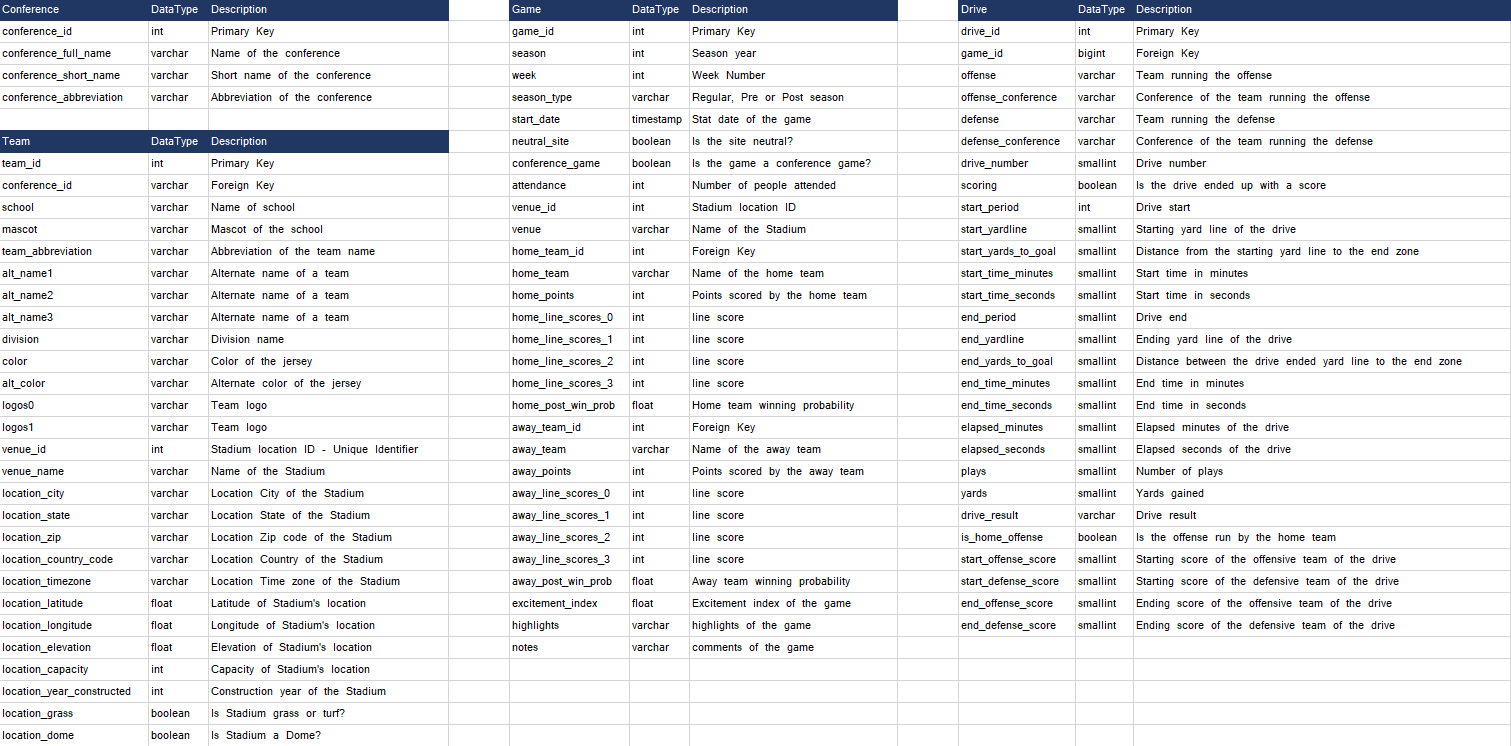 Conference DataType Description
conference_id int Primary Key
conference_full_name varchar Name of the conference
conference_short_name varchar Short name of the conference
conference_abbreviation varchar Abbreviation of the conference
Team DataType Description
team_id int Primary Key
conference_id varchar Foreign Key
school varchar Name of school
mascot varchar Mascot of the school
team_abbreviation varchar Abbreviation of the team name
alt_name1 varchar Alternate name of a team
alt_name2 varchar Alternate name of a team
alt_name3 varchar Alternate name of a team
division varchar Division name
color varchar Color of the jersey
alt_color varchar Alternate color of the jersey
logos0 varchar Team logo
logos1 varchar Team logo
venue_id int Stadium location ID - Unique Identifier
venue_name varchar Name of the Stadium
location_city varchar Location City of the Stadium
location_state varchar Location State of the Stadium
location_zip varchar Location Zip code of the Stadium
location_country_code varchar Location Country of the Stadium
location_timezone varchar Location Time zone of the Stadium
location_latitude float Latitude of Stadium's location
location_longitude float Longitude of Stadium's location
location_elevation float Elevation of Stadium's location
location_capacity int Capacity of Stadium's location
location_year_constructed int Construction year of the Stadium
location_grass boolean Is Stadium grass or turf?
location_dome boolean Is Stadium a Dome?
Game DataType Description
game_id int Primary Key
season int Season year
week int Week Number
season_type varchar Regular, Pre or Post season
start_date timestamp Stat date of the game
neutral_site boolean Is the site neutral?
conference_game boolean Is the game a conference game?
attendance int Number of people attended
venue_id int Stadium location ID
venue varchar Name of the Stadium
home_team_id int Foreign Key
home_team varchar Name of the home team
home_points int Points scored by the home team
home_line_scores_0 int line score
home_line_scores_1 int line score
home_line_scores_2 int line score
home_line_scores_3 int line score
home_post_win_prob float Home team winning probability
away_team_id int Foreign Key
away_team varchar Name of the away team
away_points int Points scored by the away team
away_line_scores_0 int line score
away_line_scores_1 int line score
away_line_scores_2 int line score
away_line_scores_3 int line score
away_post_win_prob float Away team winning probability
excitement_index float Excitement index of the game
highlights varchar highlights of the game
notes varchar comments of the game
Drive DataType Description
drive_id int Primary Key
game_id bigint Foreign Key
offense varchar Team running the offense
offense_conference varchar Conference of the team running the offense
defense varchar Team running the defense
defense_conference varchar Conference of the team running the defense
drive_number smallint Drive number
scoring boolean Is the drive ended up with a score
start_period int Drive start
start_yardline smallint Starting yard line of the drive
start_yards_to_goal smallint Distance from the starting yard line to the end zone
start_time_minutes smallint Start time in minutes
start_time_seconds smallint Start time in seconds
end_period smallint Drive end
end_yardline smallint Ending yard line of the drive
end_yards_to_goal smallint Distance between the drive ended yard line to the end zone
end_time_minutes smallint End time in minutes
end_time_seconds smallint End time in seconds
elapsed_minutes smallint Elapsed minutes of the drive
elapsed_seconds smallint Elapsed seconds of the drive
plays smallint Number of plays
yards smallint Yards gained
drive_result varchar Drive result
is_home_offense boolean Is the offense run by the home team
start_offense_score smallint Starting score of the offensive team of the drive
start_defense_score smallint Starting score of the defensive team of the drive
end_offense_score smallint Ending score of the offensive team of the drive
end_defense_score smallint Ending score of the defensive team of the drive